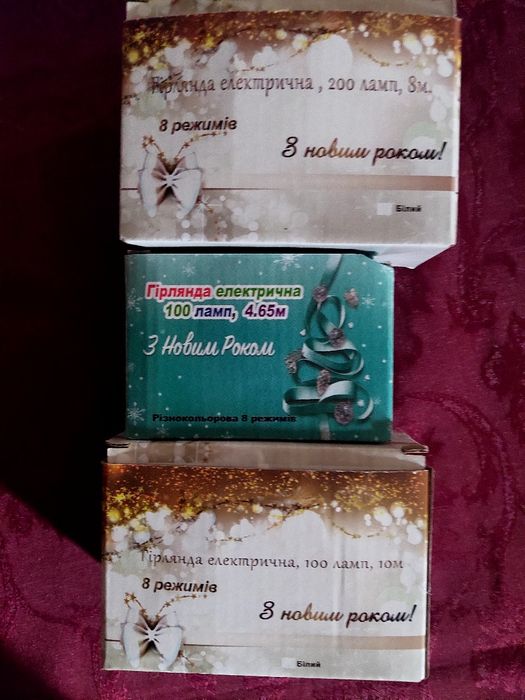 Гірлянда електрична , 200 ламп, 8м.
8 режимів
З новим роком!
Білий
Гірлянда електрична
100 ламп, 4.65м
З Новим Роком
Різнокольорова 8 режимів
Гірлянда електрична, 100 ламп, 10м
8 режимів
З новим роком!
Білий